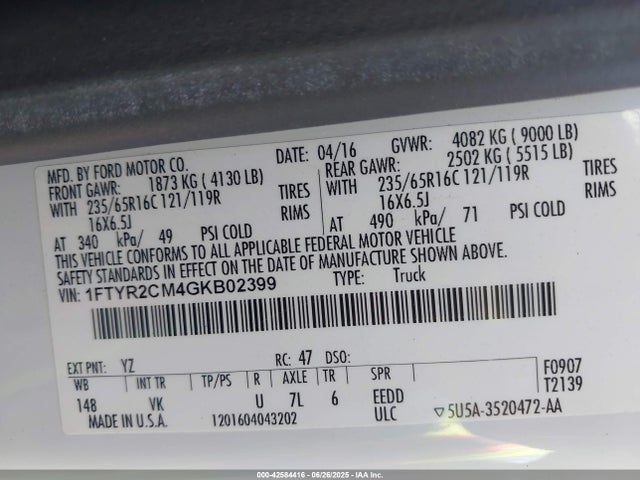 MFD. BY FORD MOTOR CO.
DATE: 04/16 GVWR: 4082 KG ( 9000 LB)
FRONT GAWR: 1873 KG ( 4130 LB) REAR GAWR: 2502 KG ( 5515 LB)
WITH 235/65R16C 121/119R TIRES WITH 235/65R16C 121/119R TIRES
16X6.5J RIMS 16X6.5J RIMS
AT 340 kPa/ 49 PSI COLD AT 490 kPa/ 71 PSI COLD
THIS VEHICLE CONFORMS TO ALL APPLICABLE FEDERAL MOTOR VEHICLE
SAFETY STANDARDS IN EFFECT ON THE DATE OF MANUFACTURE SHOWN ABOVE.
VIN: 1FTYR2CM4GKB02399 TYPE: Truck
EXT PNT: YZ RC: 47 DSO:
WB INT TR TP/PS R AXLE TR SPR F0907
T2139
148 VK U 7L 6 EEDD
MADE IN U.S.A. 1201604043202 ULC ▽5U5A-3520472-AA
000-42584416 - 06/26/2025 - IAA Inc.